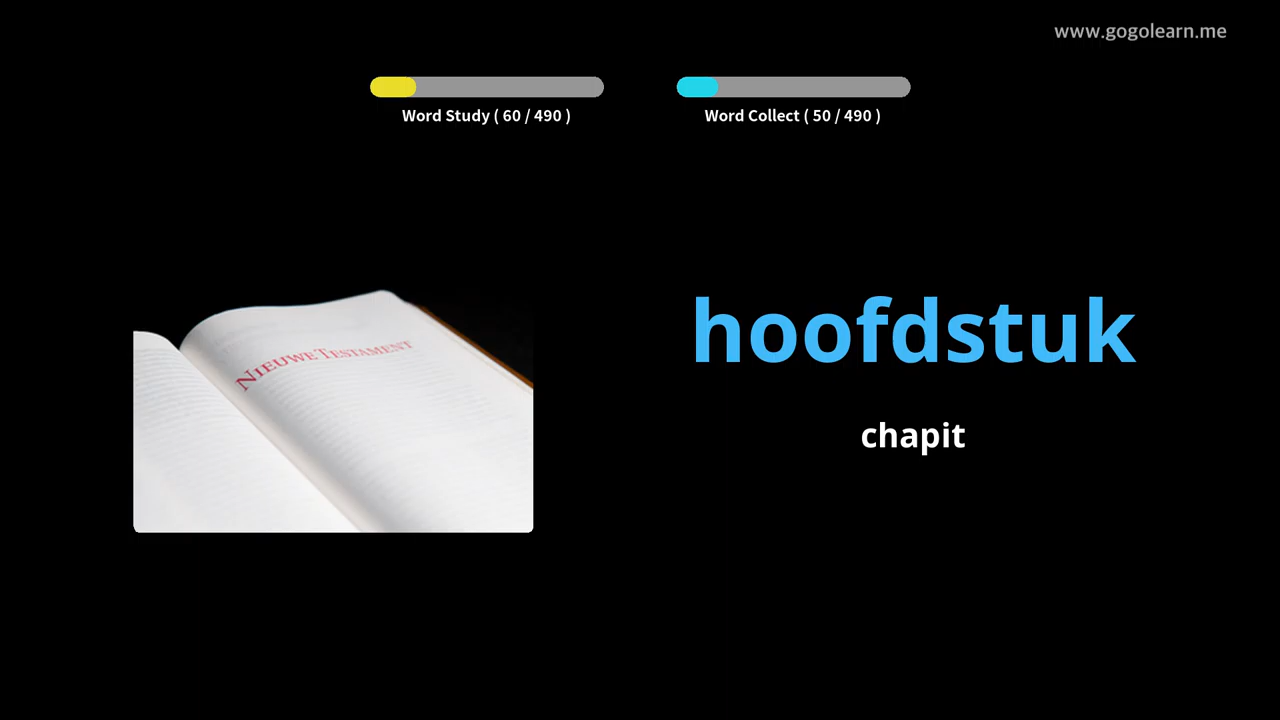 www.gogolearn.me
Word Study ( 60 / 490 )
Word Collect ( 50 / 490 )
NIEUWE TESTAMENT
hoofdstuk
chapit